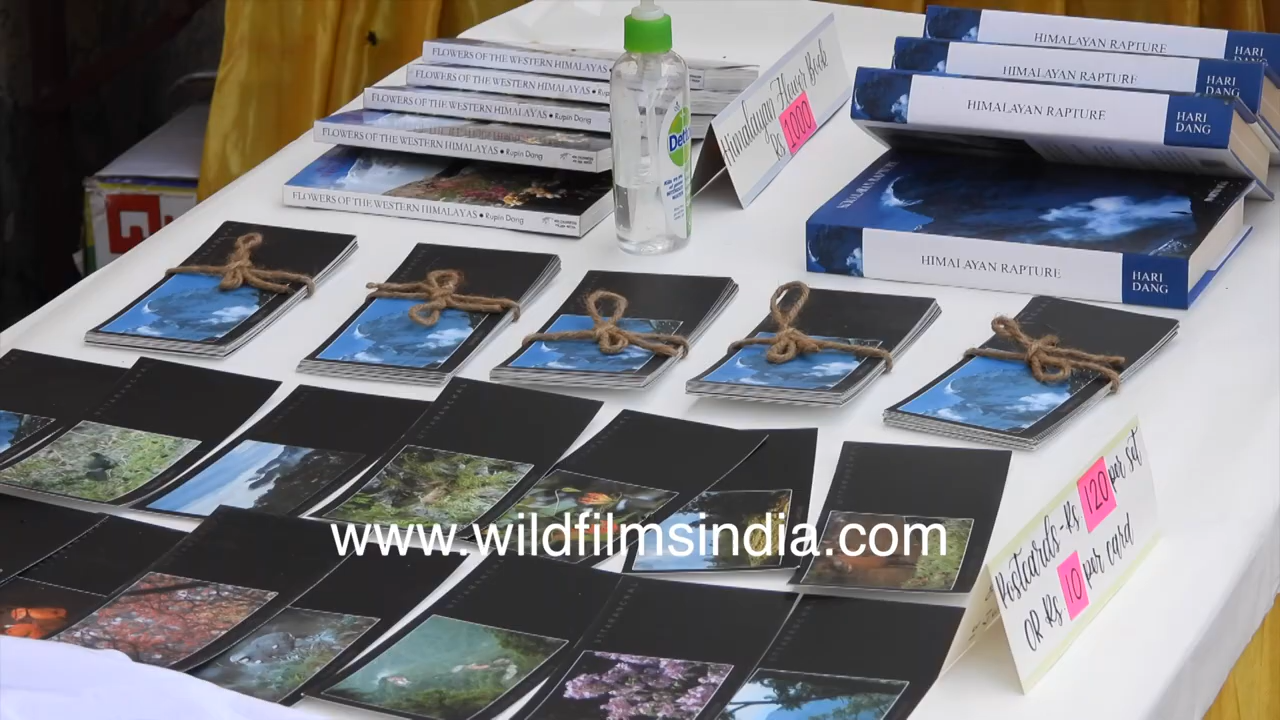 HIMALAYAN RAPTURE
HARI
FLOWERS OF THE WESTERN HIMALAYAS
HIMALAYAN RAPTURE
HARI
DANG
FLOWERS OF THE WESTERN HIMALAYAS
HIMALAYAN RAPTURE
HARI
DANG
FLOWERS OF THE WESTERN HIMALAYAS • Rupin Dang
FLOWERS OF THE WESTERN HIMALAYAS • Rupin Dang
FLOWERS OF THE WESTERN HIMALAYAS • Rupin Dang
Himalayan Flower Book
Rs 1000
Dett
HIMALAYAN RAPTURE
HIMALAYAN RAPTURE
HARI
DANG
www.wildfilmsindia.com
Postcards-Rs 120 per set
OR Rs. 10 per card